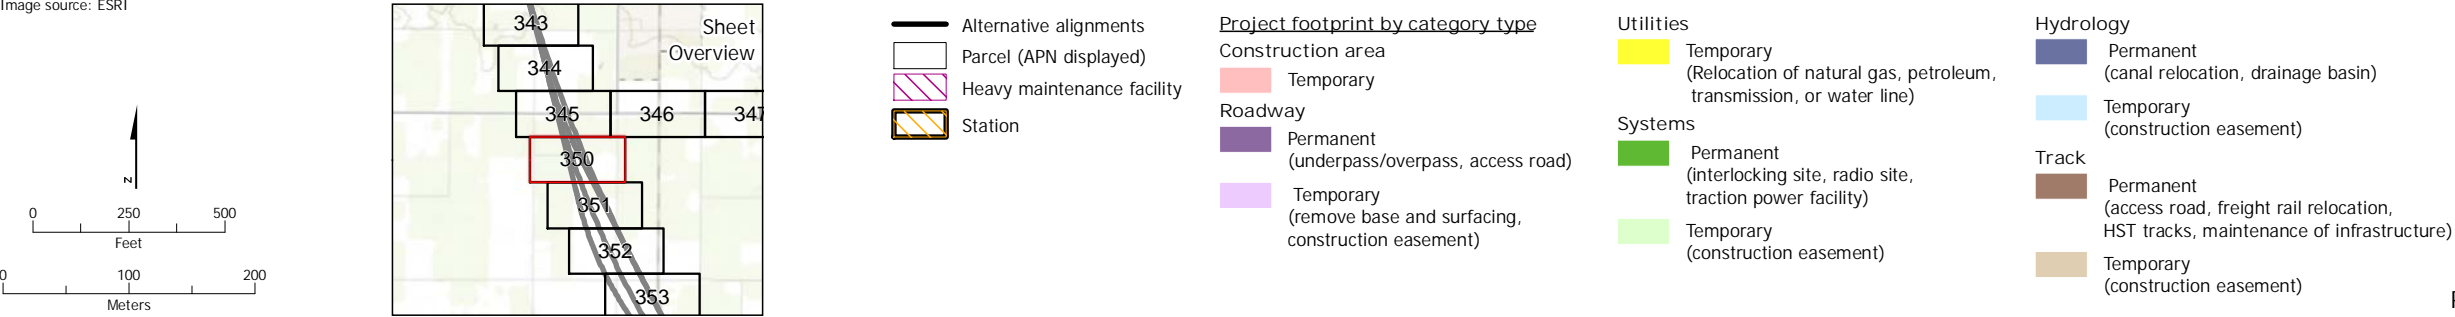 Image source: ESRI
N
0 250 500
Feet
0 100 200
Meters
Sheet
Overview
343
344
345 346 347
350
351
352
353
Alternative alignments
Parcel (APN displayed)
Heavy maintenance facility
Station
Project footprint by category type
Construction area
Temporary
Roadway
Permanent
(underpass/overpass, access road)
Temporary
(remove base and surfacing,
construction easement)
Utilities
Temporary
(Relocation of natural gas, petroleum,
transmission, or water line)
Systems
Permanent
(interlocking site, radio site,
traction power facility)
Temporary
(construction easement)
Hydrology
Permanent
(canal relocation, drainage basin)
Temporary
(construction easement)
Track
Permanent
(access road, freight rail relocation,
HST tracks, maintenance of infrastructure)
Temporary
(construction easement)